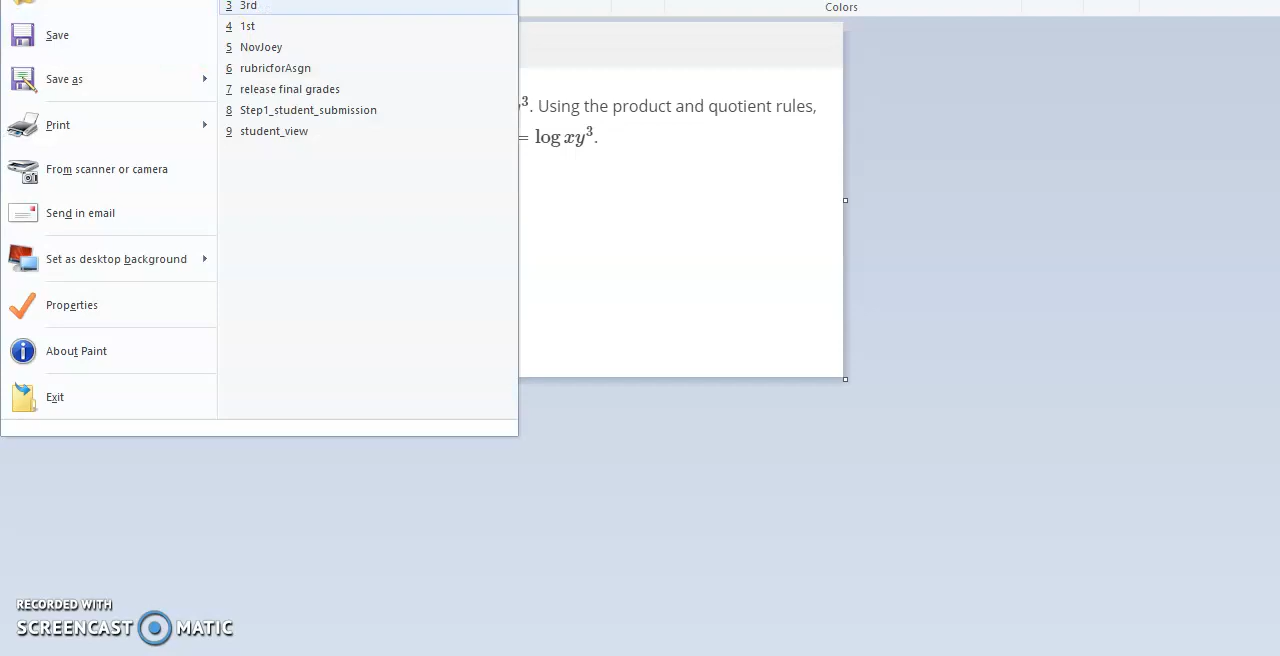 Colors
3 3rd
4 1st
Save
5 NovJoey
6 rubricforAsgn
Save as
7 release final grades
8 Step1_student_submission
Print
9 student_view
From scanner or camera
Send in email
Set as desktop background
Properties
About Paint
Exit
y³. Using the product and quotient rules,
= log xy³.
RECORDED WITH
SCREENCAST MATIC